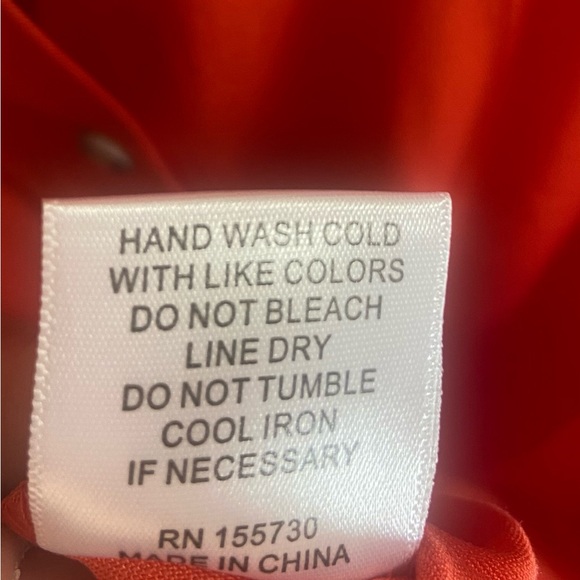 HAND WASH COLD
WITH LIKE COLORS
DO NOT BLEACH
LINE DRY
DO NOT TUMBLE
COOL IRON
IF NECESSARY
RN 155730
MADE IN CHINA